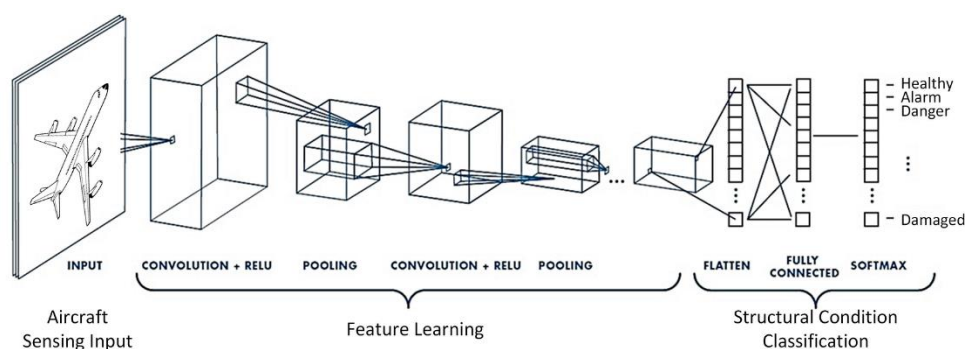 Healthy
Alarm
Danger
...
...
...
...
Damaged
INPUT
CONVOLUTION + RELU
POOLING
CONVOLUTION + RELU
POOLING
FLATTEN
FULLY
CONNECTED
SOFTMAX
Aircraft
Sensing Input
Feature Learning
Structural Condition
Classification